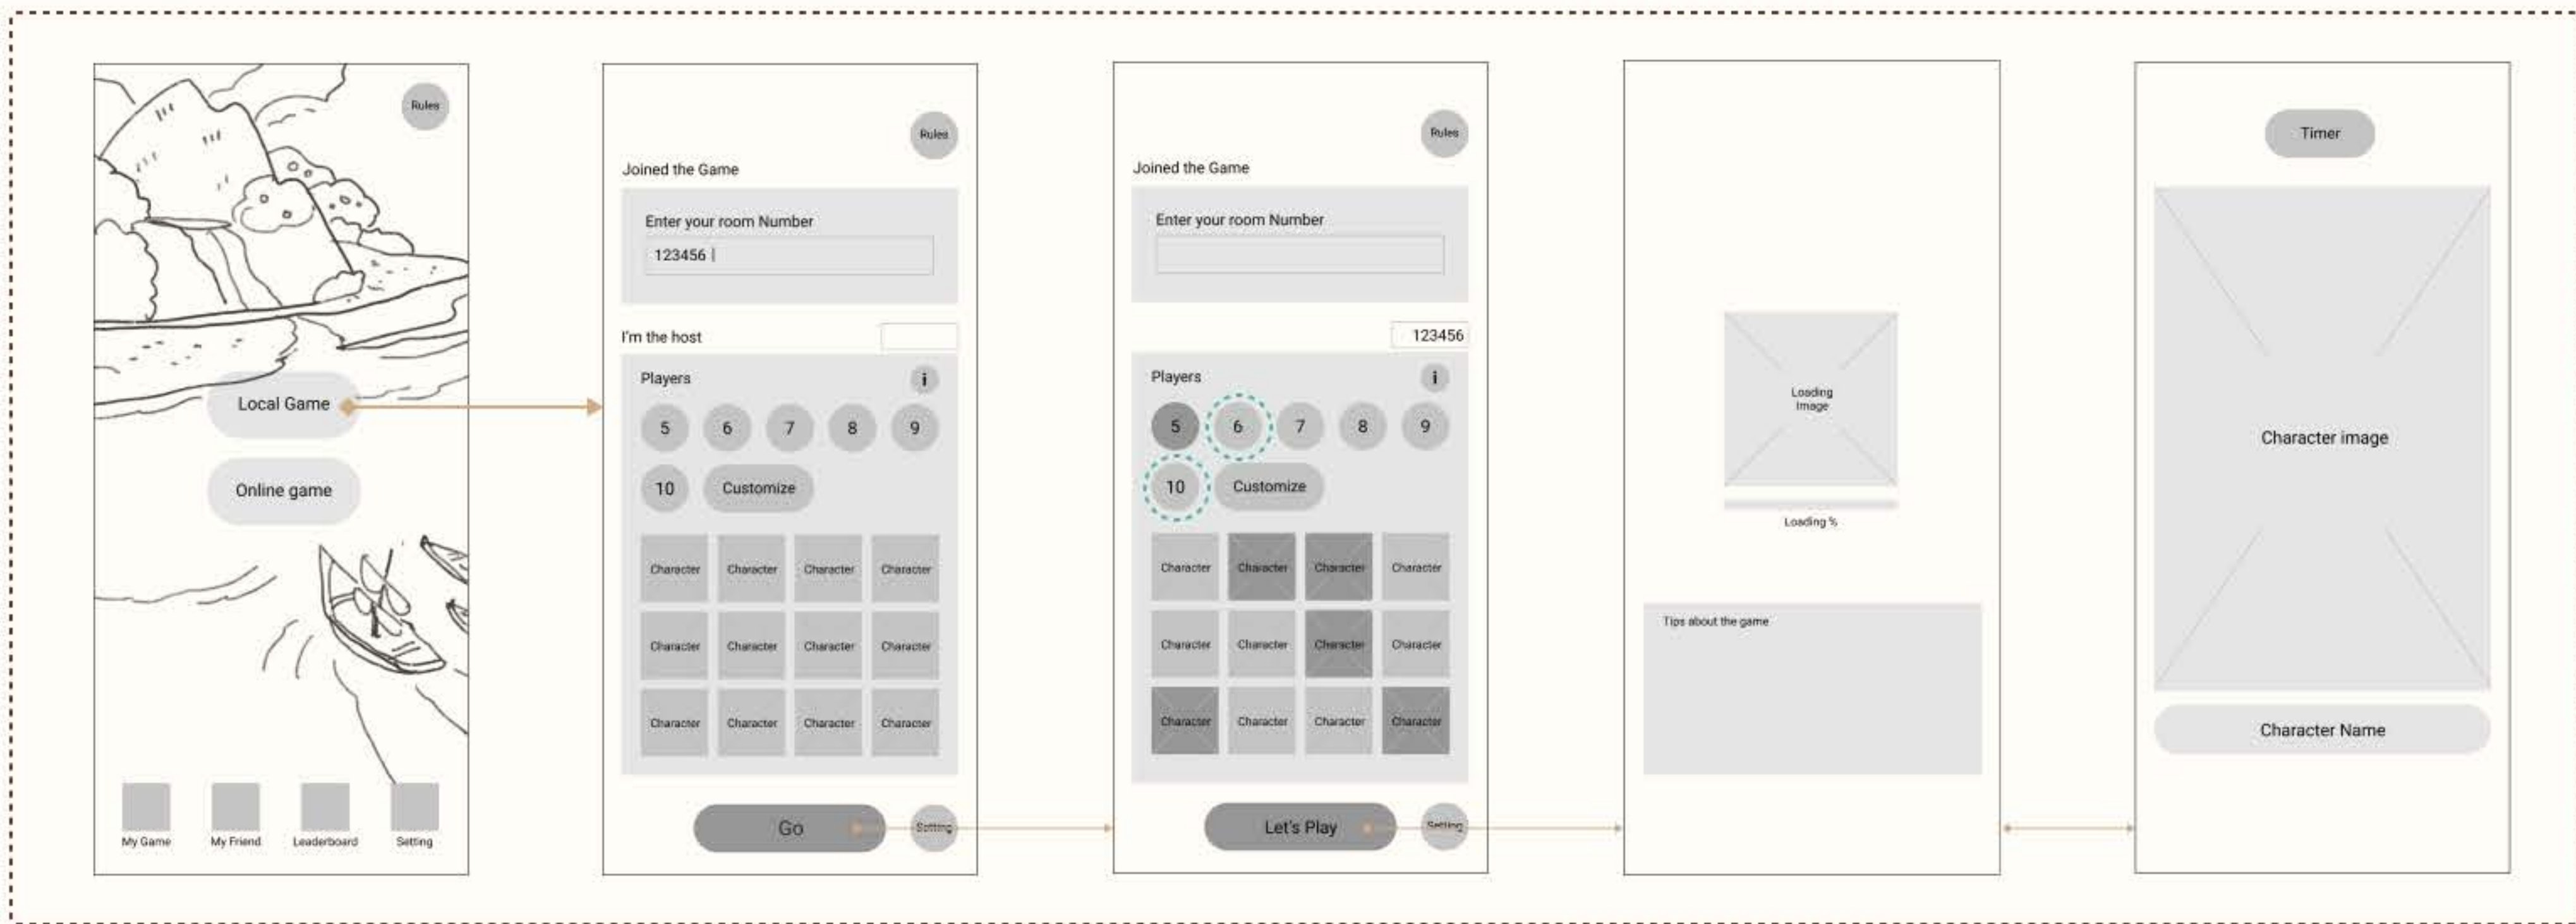 Rules
Local Game
Online game
My Game
My Friend
Leaderboard
Setting
Rules
Joined the Game
Enter your room Number
123456
I'm the host
Players
i
5
6
7
8
9
10
Customize
Character
Character
Character
Character
Character
Character
Character
Character
Character
Character
Character
Character
Go
Setting
Rules
Joined the Game
Enter your room Number
123456
Players
i
5
6
7
8
9
10
Customize
Character
Character
Character
Character
Character
Character
Character
Character
Character
Character
Character
Character
Let's Play
Setting
Loading
Image
Loading %
Tips about the game
Timer
Character image
Character Name